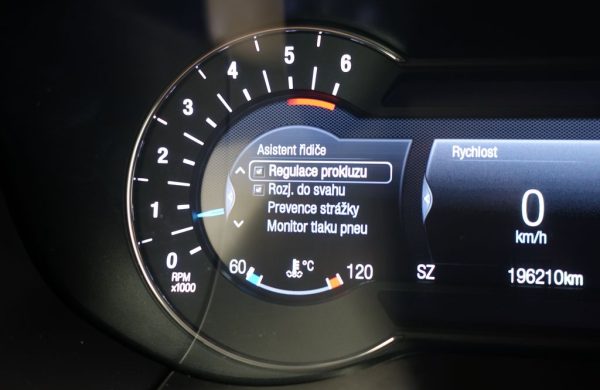 6
5
4
3
2
1
0
RPM
x1000
Asistent řidiče
Regulace prokluzu
Rozj. do svahu
Prevence strážky
Monitor tlaku pneu
60 °C 120
Rychlost
0
km/h
SZ 196210km